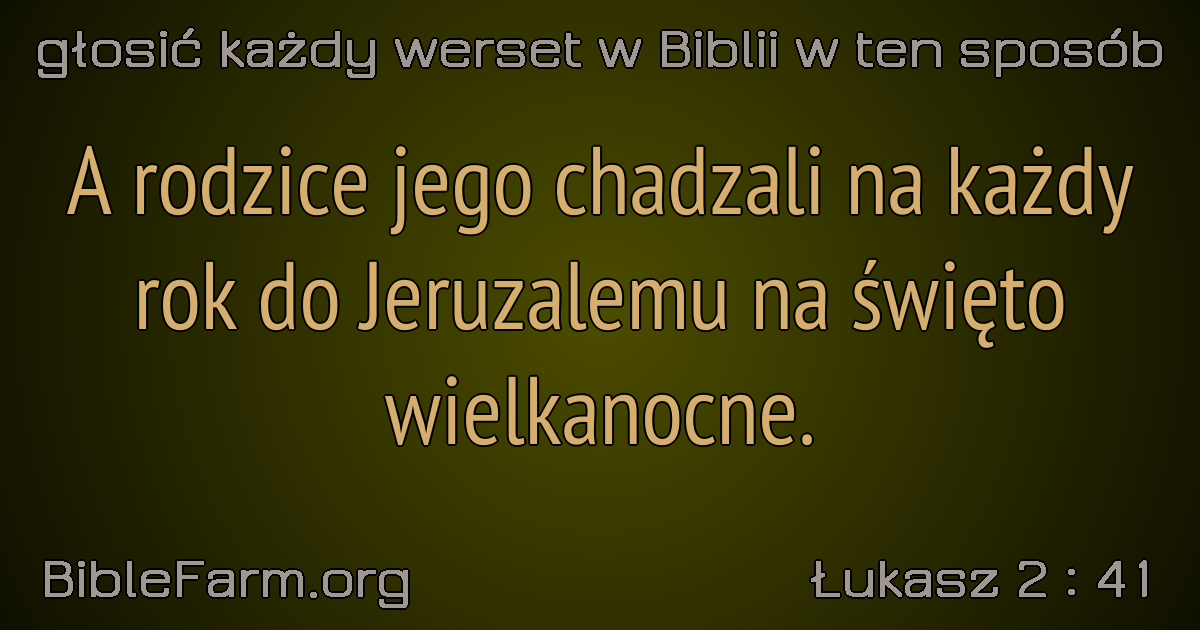 głosić każdy werset w Biblii w ten sposób
A rodzice jego chadzali na każdy
rok do Jeruzalemu na święto
wielkanocne.
BibleFarm.org
Łukasz 2 : 41